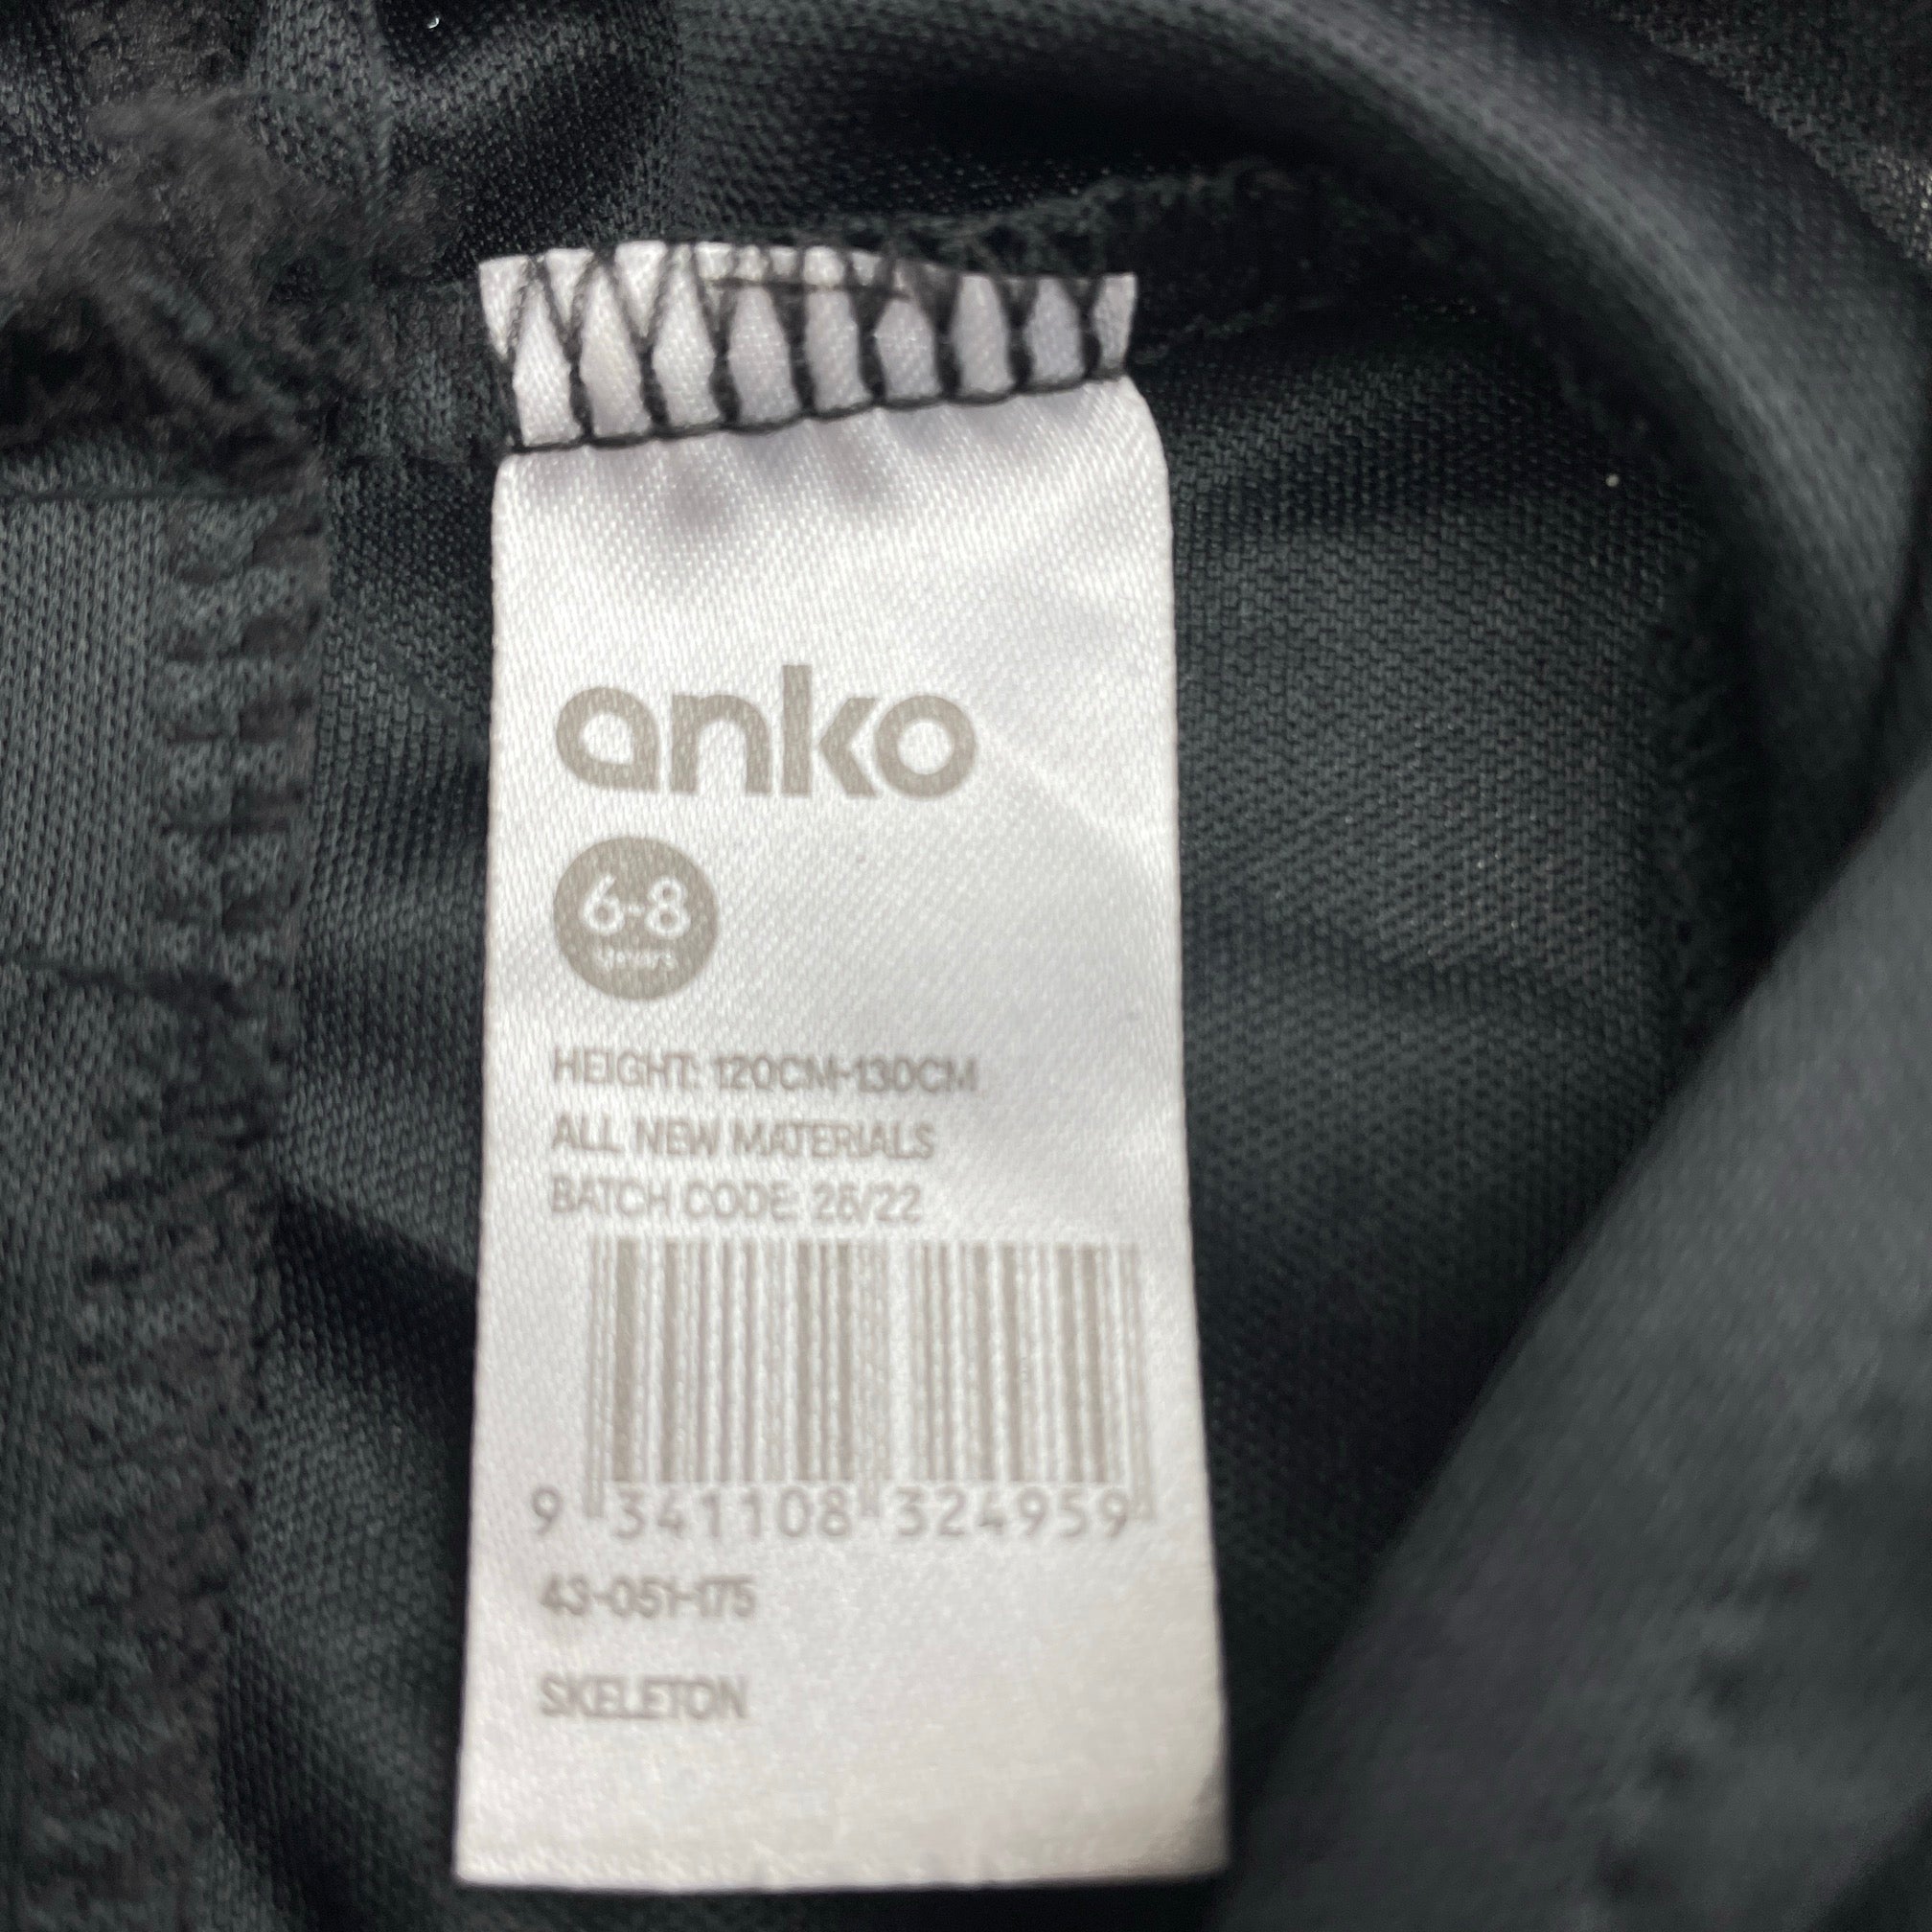 anko
6-8
years
HEIGHT: 120CM-130CM
ALL NEW MATERIALS
BATCH CODE: 26/22
9 341108 324959
43-051-175
SKELETON